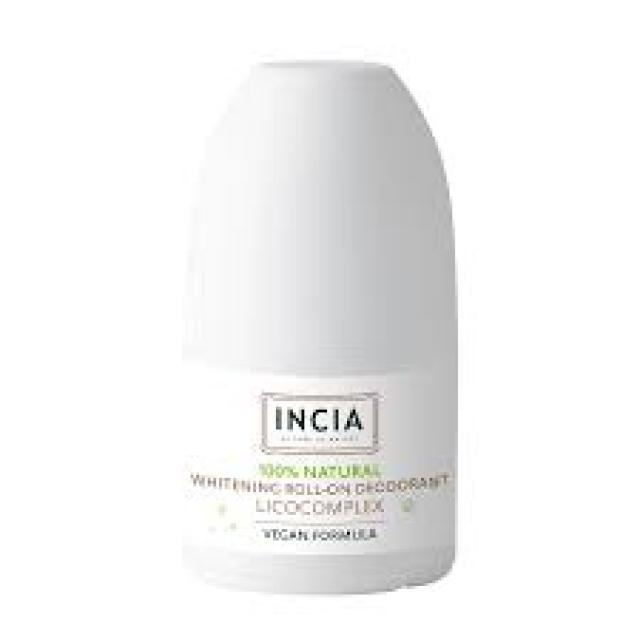 INCIA
100% NATURAL
WHITENING ROLL-ON DEODORANT
LICOCOMPLEX
VEGAN FORMULA